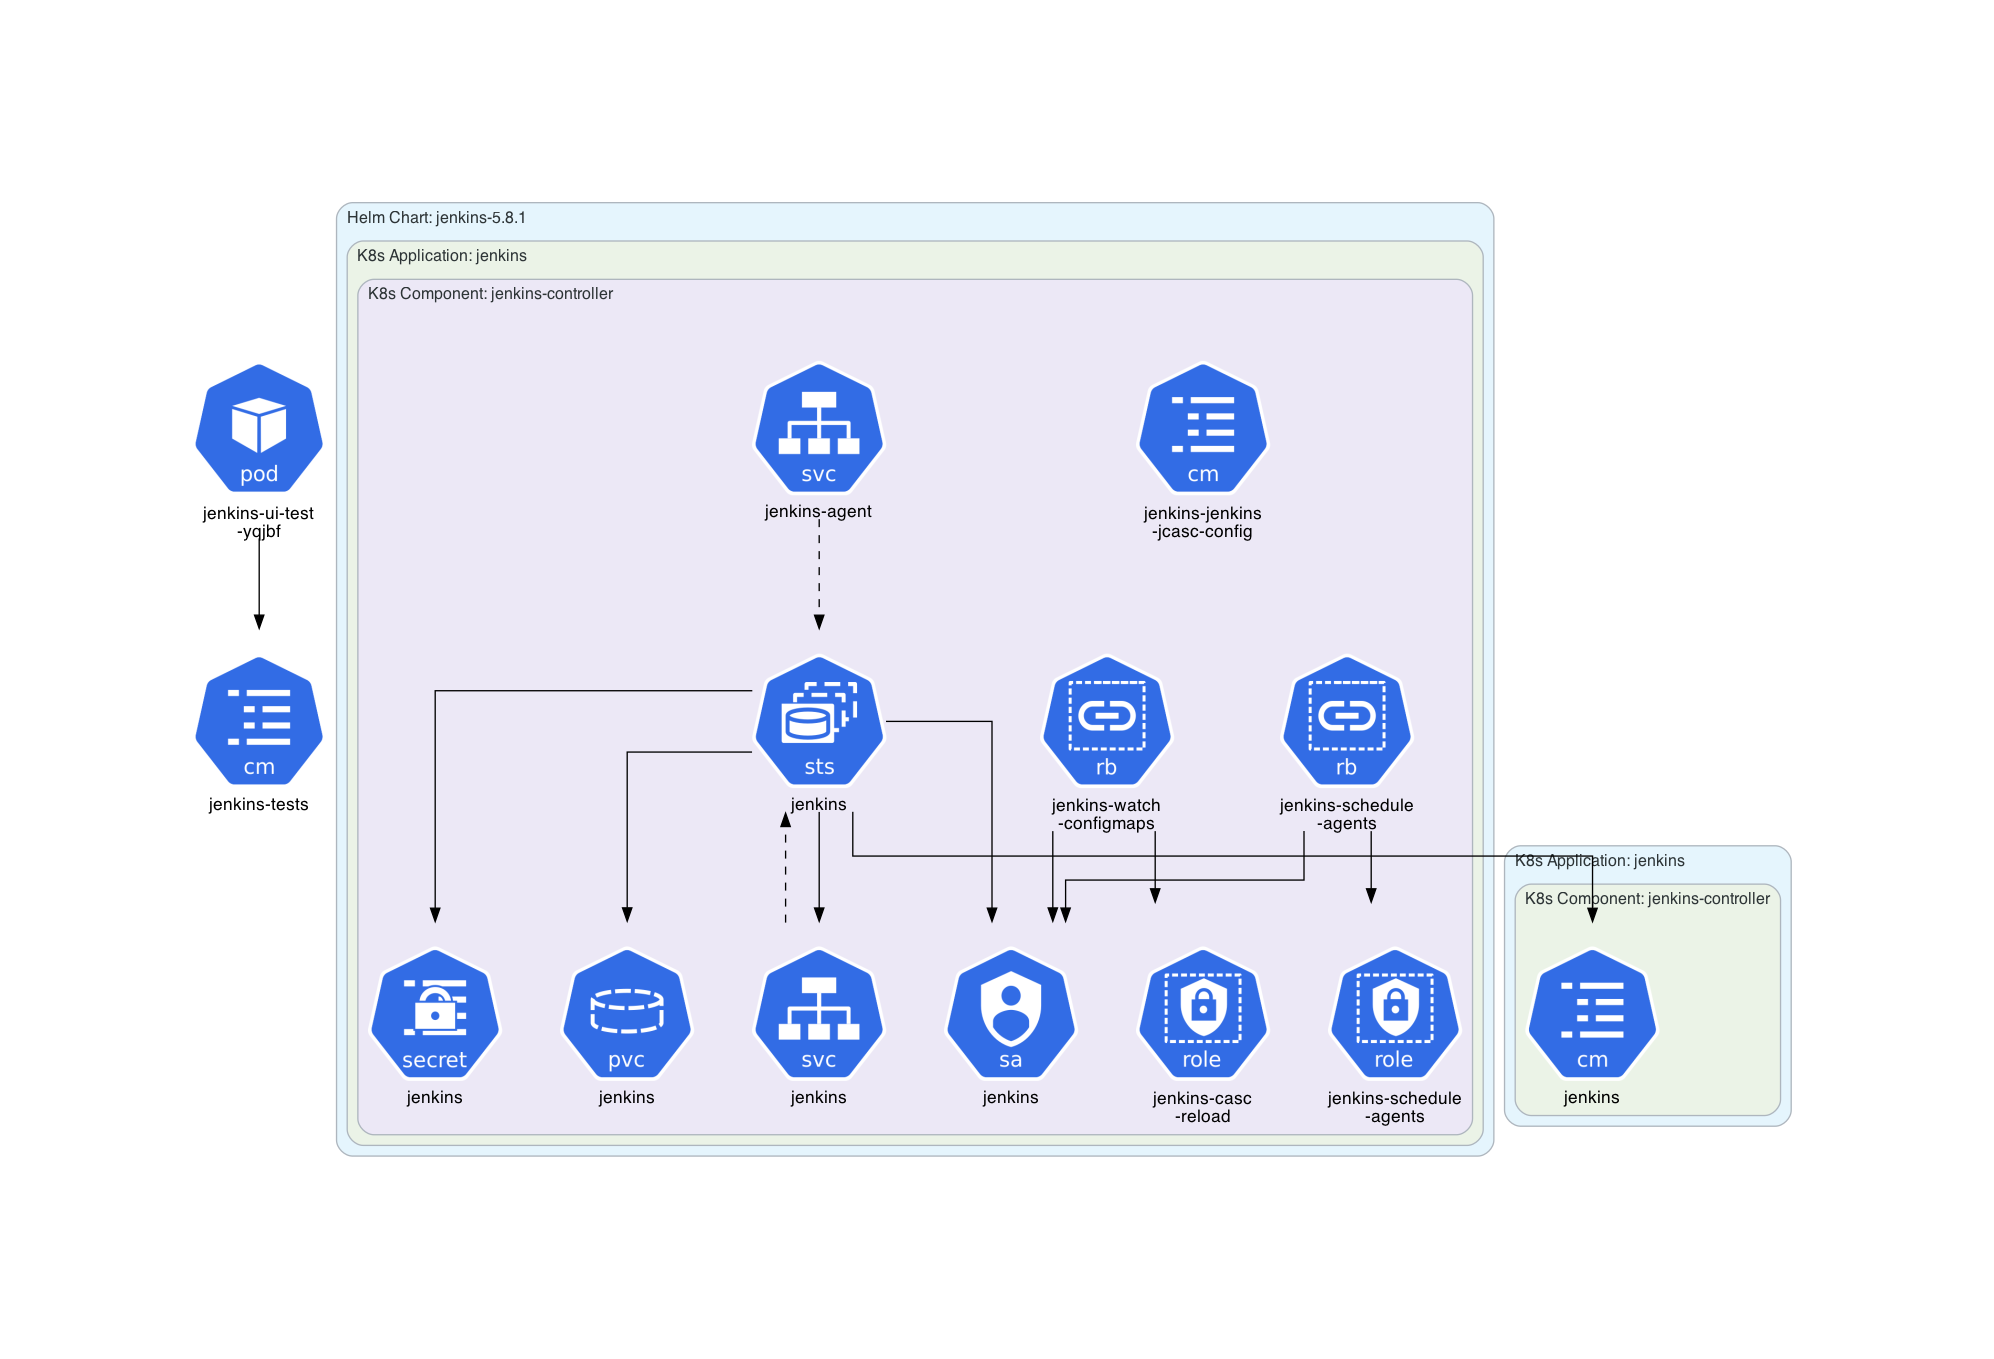 Helm Chart: jenkins-5.8.1
K8s Application: jenkins
K8s Component: jenkins-controller
pod
jenkins-ui-test
-yqjbf
svc
jenkins-agent
cm
jenkins-jenkins
-jcasc-config
cm
jenkins-tests
sts
jenkins
rb
jenkins-watch
-configmaps
rb
jenkins-schedule
-agents
K8s Application: jenkins
K8s Component: jenkins-controller
secret
jenkins
pvc
jenkins
svc
jenkins
sa
jenkins
role
jenkins-casc
-reload
role
jenkins-schedule
-agents
cm
jenkins